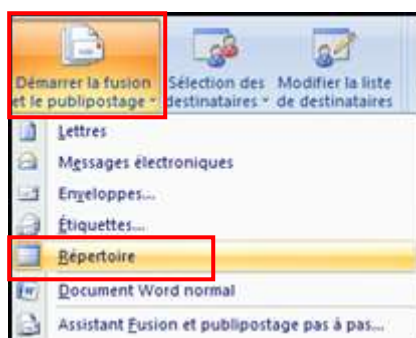 Démarrer la fusion
et le publipostage
Sélection des
destinataires
Modifier la liste
de destinataires
Lettres
Messages électroniques
Enveloppes...
Étiquettes...
Répertoire
Document Word normal
Assistant Fusion et publipostage pas à pas...